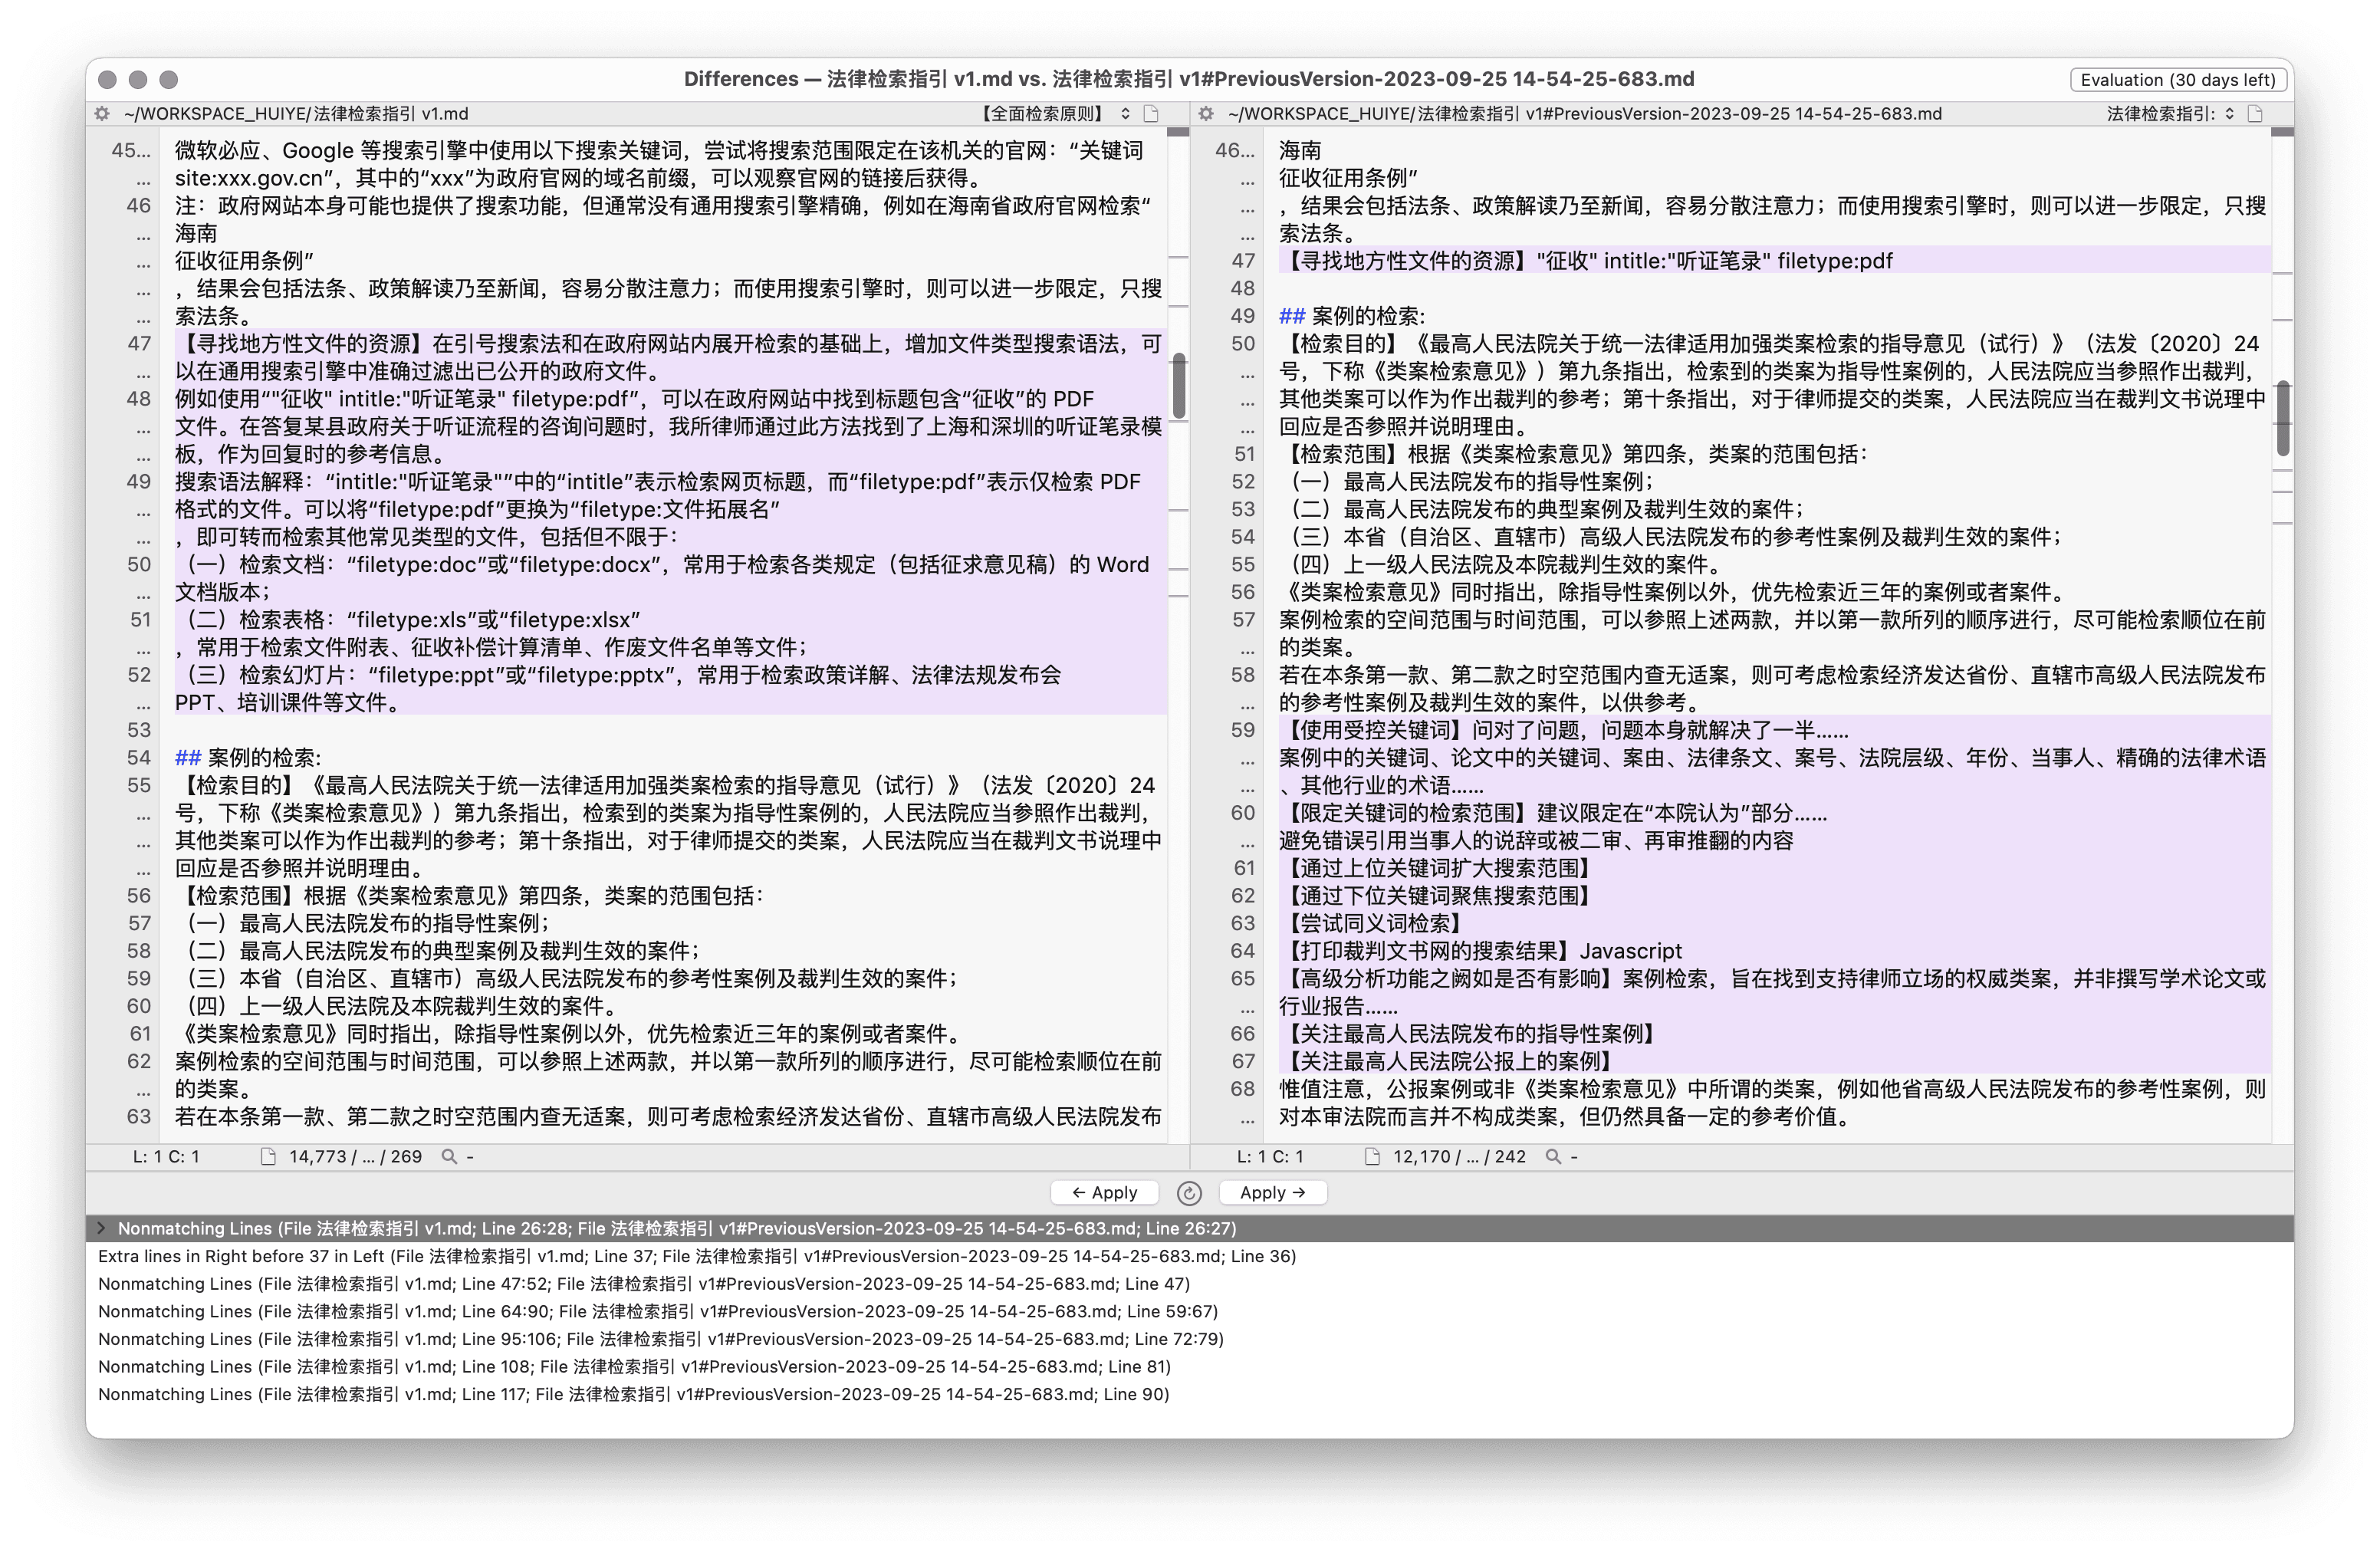 Differences — 法律检索指引 v1.md vs. 法律检索指引 v1#PreviousVersion-2023-09-25 14-54-25-683.md
Evaluation (30 days left)
~/WORKSPACE_HUIYE/法律检索指引 v1.md
【全面检索原则】
45... 微软必应、Google 等搜索引擎中使用以下搜索关键词，尝试将搜索范围限定在该机关的官网：“关键词
... site:xxx.gov.cn”，其中的“xxx”为政府官网的域名前缀，可以观察官网的链接后获得。
46 注：政府网站本身可能也提供了搜索功能，但通常没有通用搜索引擎精确，例如在海南省政府官网检索“
... 海南
... 征收征用条例”
... ，结果会包括法条、政策解读乃至新闻，容易分散注意力；而使用搜索引擎时，则可以进一步限定，只搜
... 索法条。
47 【寻找地方性文件的资源】在引号搜索法和在政府网站内展开检索的基础上，增加文件类型搜索语法，可
... 以在通用搜索引擎中准确过滤出已公开的政府文件。
48 例如使用“"征收" intitle:"听证笔录" filetype:pdf”，可以在政府网站中找到标题包含“征收”的 PDF
... 文件。在答复某县政府关于听证流程的咨询问题时，我所律师通过此方法找到了上海和深圳的听证笔录模
... 板，作为回复时的参考信息。
49 搜索语法解释：“intitle:"听证笔录"”中的“intitle”表示检索网页标题，而“filetype:pdf”表示仅检索 PDF
... 格式的文件。可以将“filetype:pdf”更换为“filetype:文件拓展名”
... ，即可转而检索其他常见类型的文件，包括但不限于：
50 （一）检索文档：“filetype:doc”或“filetype:docx”，常用于检索各类规定（包括征求意见稿）的 Word
... 文档版本；
51 （二）检索表格：“filetype:xls”或“filetype:xlsx”
... ，常用于检索文件附表、征收补偿计算清单、作废文件名单等文件；
52 （三）检索幻灯片：“filetype:ppt”或“filetype:pptx”，常用于检索政策详解、法律法规发布会
... PPT、培训课件等文件。
53
54 ## 案例的检索:
55 【检索目的】《最高人民法院关于统一法律适用加强类案检索的指导意见（试行）》（法发〔2020〕24
... 号，下称《类案检索意见》）第九条指出，检索到的类案为指导性案例的，人民法院应当参照作出裁判，
... 其他类案可以作为作出裁判的参考；第十条指出，对于律师提交的类案，人民法院应当在裁判文书说理中
... 回应是否参照并说明理由。
56 【检索范围】根据《类案检索意见》第四条，类案的范围包括：
57 （一）最高人民法院发布的指导性案例；
58 （二）最高人民法院发布的典型案例及裁判生效的案件；
59 （三）本省（自治区、直辖市）高级人民法院发布的参考性案例及裁判生效的案件；
60 （四）上一级人民法院及本院裁判生效的案件。
61 《类案检索意见》同时指出，除指导性案例以外，优先检索近三年的案例或者案件。
62 案例检索的空间范围与时间范围，可以参照上述两款，并以第一款所列的顺序进行，尽可能检索顺位在前
... 的类案。
63 若在本条第一款、第二款之时空范围内查无适案，则可考虑检索经济发达省份、直辖市高级人民法院发布
L: 1 C: 1 14,773 / ... / 269 -
~/WORKSPACE_HUIYE/法律检索指引 v1#PreviousVersion-2023-09-25 14-54-25-683.md
法律检索指引:
46... 海南
... 征收征用条例”
... ，结果会包括法条、政策解读乃至新闻，容易分散注意力；而使用搜索引擎时，则可以进一步限定，只搜
... 索法条。
47 【寻找地方性文件的资源】"征收" intitle:"听证笔录" filetype:pdf
48
49 ## 案例的检索:
50 【检索目的】《最高人民法院关于统一法律适用加强类案检索的指导意见（试行）》（法发〔2020〕24
... 号，下称《类案检索意见》）第九条指出，检索到的类案为指导性案例的，人民法院应当参照作出裁判，
... 其他类案可以作为作出裁判的参考；第十条指出，对于律师提交的类案，人民法院应当在裁判文书说理中
... 回应是否参照并说明理由。
51 【检索范围】根据《类案检索意见》第四条，类案的范围包括：
52 （一）最高人民法院发布的指导性案例；
53 （二）最高人民法院发布的典型案例及裁判生效的案件；
54 （三）本省（自治区、直辖市）高级人民法院发布的参考性案例及裁判生效的案件；
55 （四）上一级人民法院及本院裁判生效的案件。
56 《类案检索意见》同时指出，除指导性案例以外，优先检索近三年的案例或者案件。
57 案例检索的空间范围与时间范围，可以参照上述两款，并以第一款所列的顺序进行，尽可能检索顺位在前
... 的类案。
58 若在本条第一款、第二款之时空范围内查无适案，则可考虑检索经济发达省份、直辖市高级人民法院发布
... 的参考性案例及裁判生效的案件，以供参考。
59 【使用受控关键词】问对了问题，问题本身就解决了一半……
... 案例中的关键词、论文中的关键词、案由、法律条文、案号、法院层级、年份、当事人、精确的法律术语
... 、其他行业的术语……
60 【限定关键词的检索范围】建议限定在“本院认为”部分……
... 避免错误引用当事人的说辞或被二审、再审推翻的内容
61 【通过上位关键词扩大搜索范围】
62 【通过下位关键词聚焦搜索范围】
63 【尝试同义词检索】
64 【打印裁判文书网的搜索结果】Javascript
65 【高级分析功能之阙如是否有影响】案例检索，旨在找到支持律师立场的权威类案，并非撰写学术论文或
... 行业报告……
66 【关注最高人民法院发布的指导性案例】
67 【关注最高人民法院公报上的案例】
68 惟值注意，公报案例或非《类案检索意见》中所谓的类案，例如他省高级人民法院发布的参考性案例，则
... 对本审法院而言并不构成类案，但仍然具备一定的参考价值。
L: 1 C: 1 12,170 / ... / 242 -
← Apply
Apply →
Nonmatching Lines (File 法律检索指引 v1.md; Line 26:28; File 法律检索指引 v1#PreviousVersion-2023-09-25 14-54-25-683.md; Line 26:27)
Extra lines in Right before 37 in Left (File 法律检索指引 v1.md; Line 37; File 法律检索指引 v1#PreviousVersion-2023-09-25 14-54-25-683.md; Line 36)
Nonmatching Lines (File 法律检索指引 v1.md; Line 47:52; File 法律检索指引 v1#PreviousVersion-2023-09-25 14-54-25-683.md; Line 47)
Nonmatching Lines (File 法律检索指引 v1.md; Line 64:90; File 法律检索指引 v1#PreviousVersion-2023-09-25 14-54-25-683.md; Line 59:67)
Nonmatching Lines (File 法律检索指引 v1.md; Line 95:106; File 法律检索指引 v1#PreviousVersion-2023-09-25 14-54-25-683.md; Line 72:79)
Nonmatching Lines (File 法律检索指引 v1.md; Line 108; File 法律检索指引 v1#PreviousVersion-2023-09-25 14-54-25-683.md; Line 81)
Nonmatching Lines (File 法律检索指引 v1.md; Line 117; File 法律检索指引 v1#PreviousVersion-2023-09-25 14-54-25-683.md; Line 90)